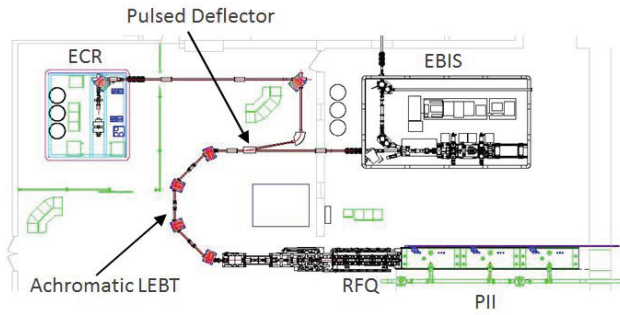 Pulsed Deflector
ECR
EBIS
Achromatic LEBT
RFQ
PII